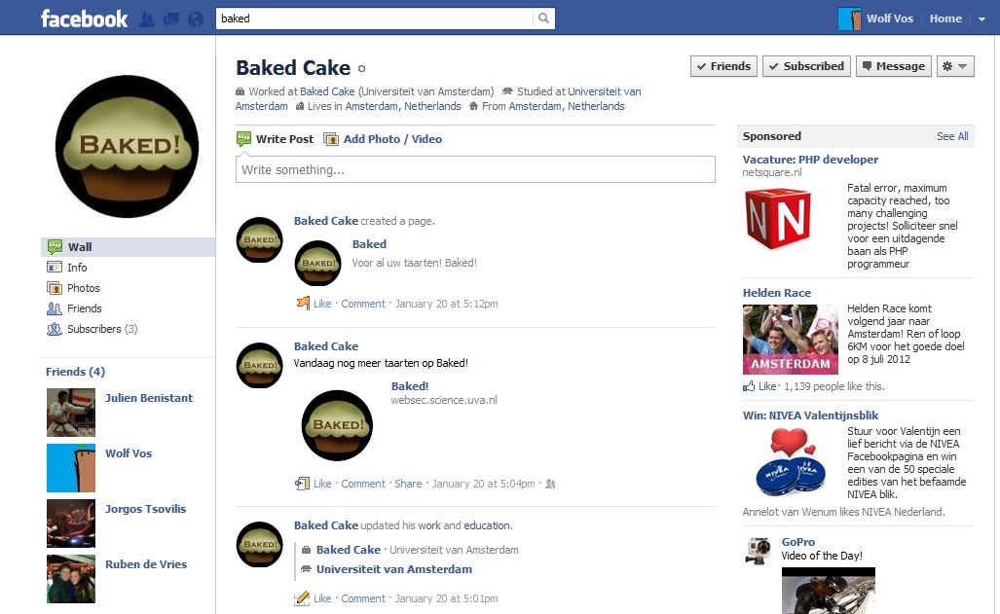 facebook
baked
Wolf Vos
Home
BAKED!
Wall
Info
Photos
Friends
Subscribers (3)
Friends (4)
Julien Benistant
Wolf Vos
Jorgos Tsovilis
Ruben de Vries
Baked Cake
Friends
Subscribed
Message
Worked at Baked Cake (Universiteit van Amsterdam) Studied at Universiteit van
Amsterdam Lives in Amsterdam, Netherlands From Amsterdam, Netherlands
Write Post Add Photo / Video
Write something...
BAKED!
Baked Cake created a page.
BAKED!
Baked
Voor al uw taarten! Baked!
Like · Comment · January 20 at 5:12pm
BAKED!
Baked Cake
Vandaag nog meer taarten op Baked!
BAKED!
Baked!
websec.science.uva.nl
Like · Comment · Share · January 20 at 5:04pm ·
BAKED!
Baked Cake updated his work and education.
Baked Cake · Universiteit van Amsterdam
Universiteit van Amsterdam
Like · Comment · January 20 at 5:01pm
Sponsored See All
Vacature: PHP developer
netsquare.nl
N N
Fatal error, maximum
capacity reached, too
many challenging
projects! Solliciteer snel
voor een uitdagende
baan als PHP
programmeur
Helden Race
AMSTERDAM
Helden Race komt
volgend jaar naar
Amsterdam! Ren of loop
6KM voor het goede doel
op 8 juli 2012
Like · 1,139 people like this.
Win: NIVEA Valentijnsblik
NIVEA NIVEA
Stuur voor Valentijn een
lief bericht via de NIVEA
Facebookpagina en win
een van de 50 speciale
edities van het befaamde
NIVEA blik.
Annelot van Wenum likes NIVEA Nederland.
GoPro
Video of the Day!